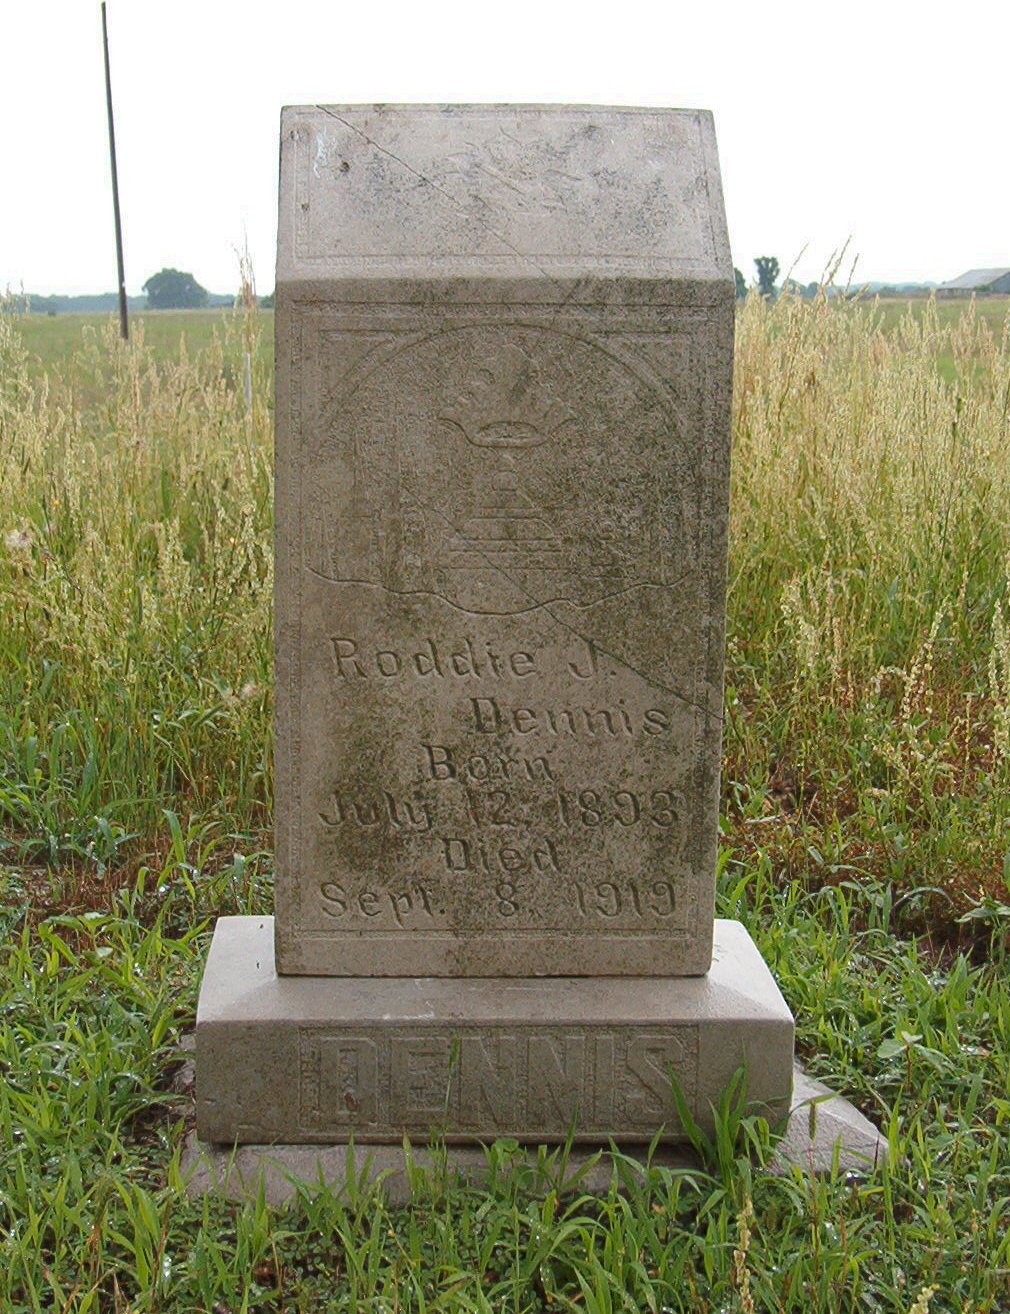 Roddie J.
Dennis
Born
July 12, 1893
Died
Sept. 8, 1919
DENNIS